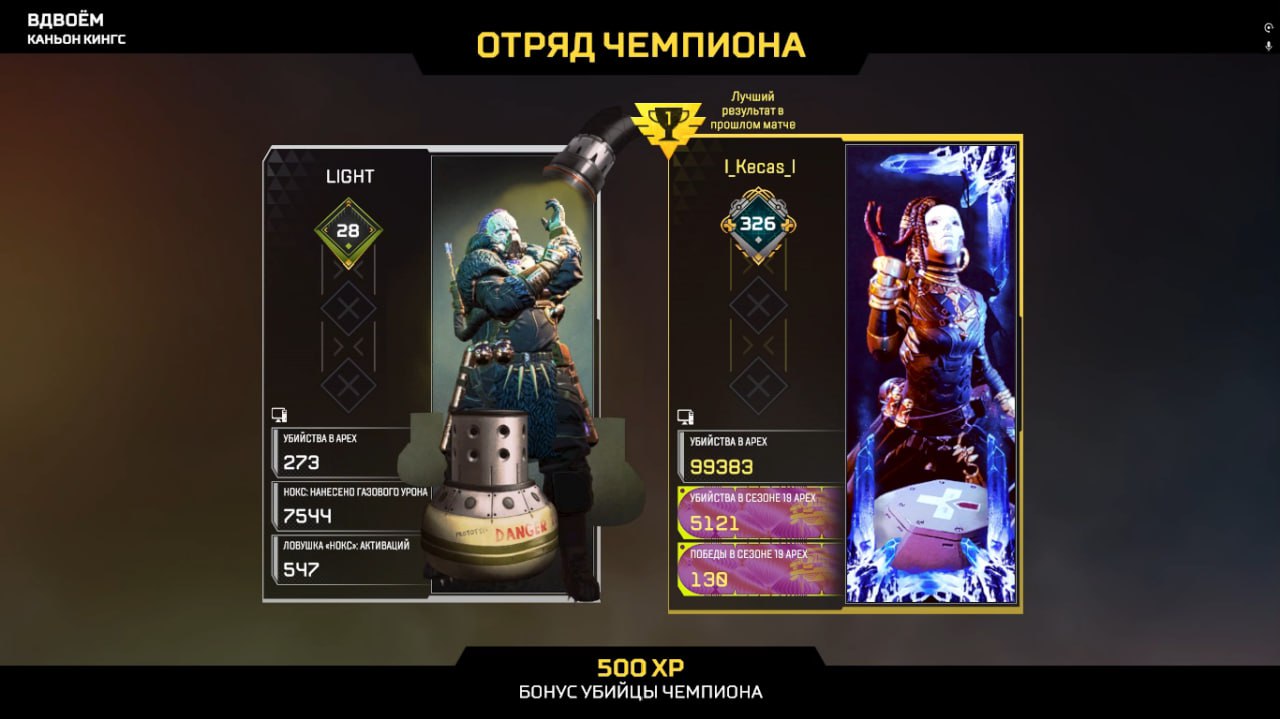 ВДВОЁМ
КАНЬОН КИНГС
ОТРЯД ЧЕМПИОНА
1
Лучший
результат в
прошлом матче
LIGHT
28
УБИЙСТВА В APEX
273
НОКС: НАНЕСЕНО ГАЗОВОГО УРОНА
7544
ЛОВУШКА «НОКС»: АКТИВАЦИЙ
547
PROTOTYPE DANGER
I_Kecas_I
326
УБИЙСТВА В APEX
99383
УБИЙСТВА В СЕЗОНЕ 19 APEX
5121
ПОБЕДЫ В СЕЗОНЕ 19 APEX
130
500 XP
БОНУС УБИЙЦЫ ЧЕМПИОНА